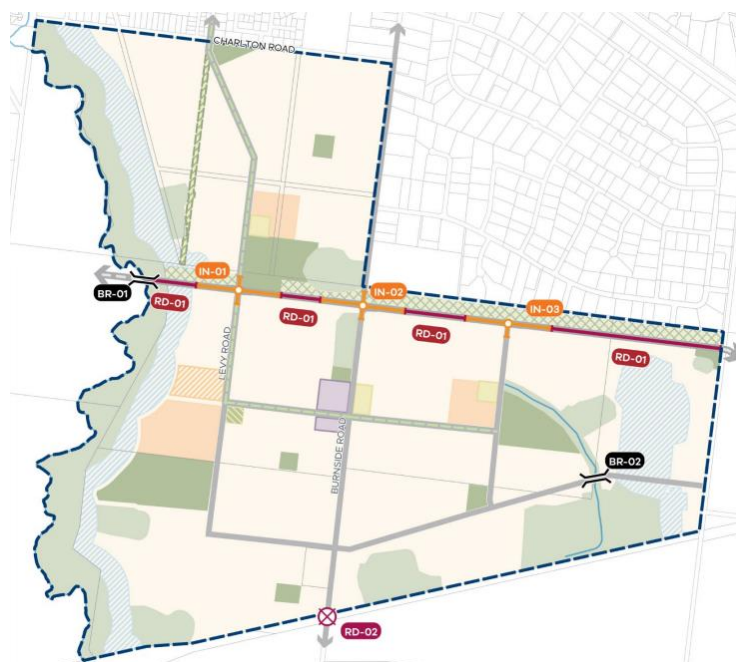 CHARLTON ROAD
IN-01
BR-01
RD-01
IN-02
RD-01
IN-03
RD-01
RD-01
LEVY ROAD
BURNSIDE ROAD
BR-02
RD-02